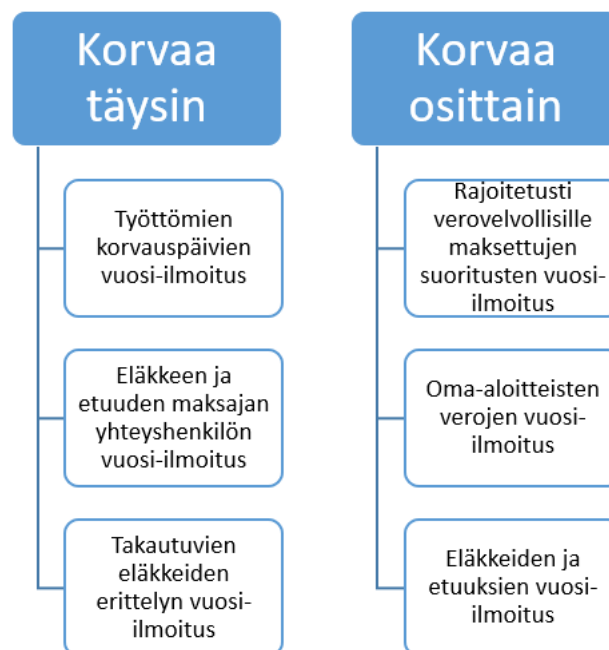 Korvaa
täysin
Työttömien
korvauspäivien
vuosi-ilmoitus
Eläkkeen ja
etuuden maksajan
yhteyshenkilön
vuosi-ilmoitus
Takautuvien
eläkkeiden
erittelyn vuosi-
ilmoitus
Korvaa
osittain
Rajoitetusti
verovelvollisille
maksettujen
suoritusten vuosi-
ilmoitus
Oma-aloitteisten
verojen vuosi-
ilmoitus
Eläkkeiden ja
etuuksien vuosi-
ilmoitus